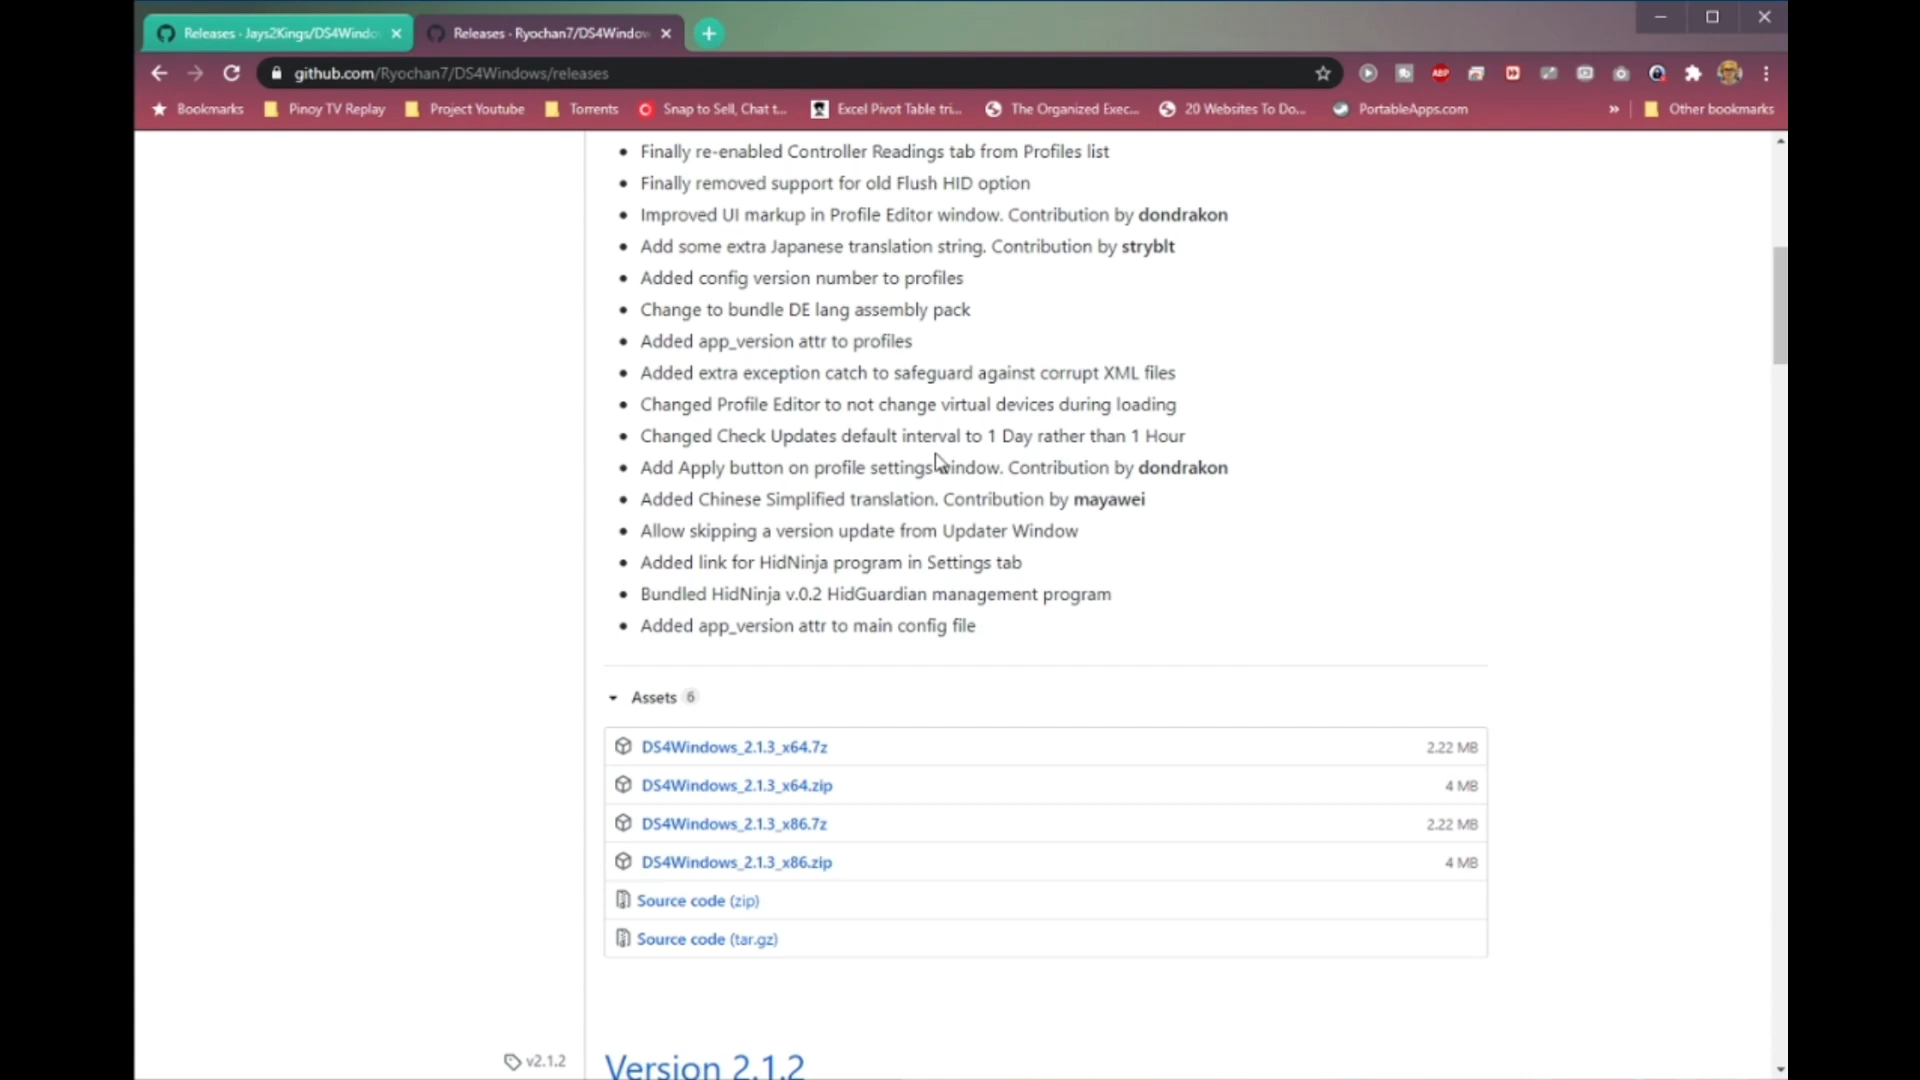 Releases · Jays2Kings/DS4Windo
Releases · Ryochan7/DS4Window
github.com/Ryochan7/DS4Windows/releases
ABP
Bookmarks
Pinoy TV Replay
Project Youtube
Torrents
Snap to Sell, Chat t...
Excel Pivot Table tri...
The Organized Exec...
20 Websites To Do...
PortableApps.com
»
Other bookmarks
• Finally re-enabled Controller Readings tab from Profiles list
• Finally removed support for old Flush HID option
• Improved UI markup in Profile Editor window. Contribution by dondrakon
• Add some extra Japanese translation string. Contribution by stryblt
• Added config version number to profiles
• Change to bundle DE lang assembly pack
• Added app_version attr to profiles
• Added extra exception catch to safeguard against corrupt XML files
• Changed Profile Editor to not change virtual devices during loading
• Changed Check Updates default interval to 1 Day rather than 1 Hour
• Add Apply button on profile settings window. Contribution by dondrakon
• Added Chinese Simplified translation. Contribution by mayawei
• Allow skipping a version update from Updater Window
• Added link for HidNinja program in Settings tab
• Bundled HidNinja v.0.2 HidGuardian management program
• Added app_version attr to main config file
Assets 6
DS4Windows_2.1.3_x64.7z 2.22 MB
DS4Windows_2.1.3_x64.zip 4 MB
DS4Windows_2.1.3_x86.7z 2.22 MB
DS4Windows_2.1.3_x86.zip 4 MB
Source code (zip)
Source code (tar.gz)
v2.1.2
Version 2.1.2